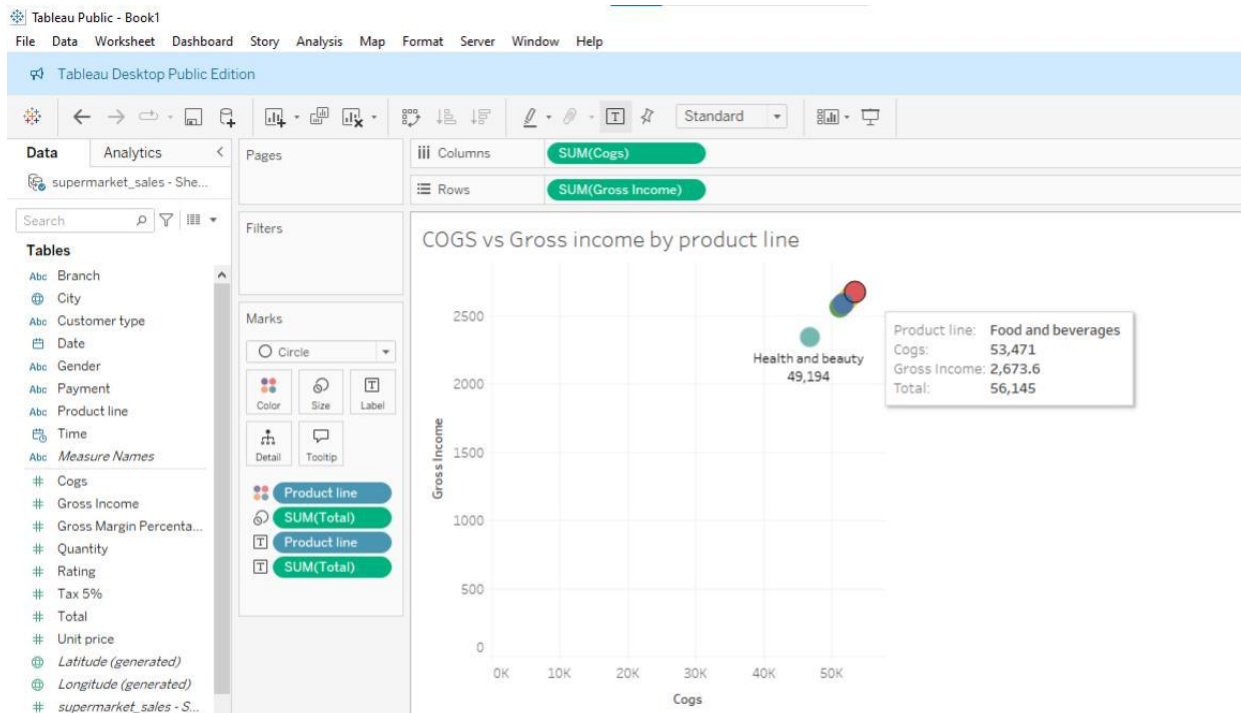 Tableau Public - Book1
File Data Worksheet Dashboard Story Analysis Map Format Server Window Help
Tableau Desktop Public Edition
Standard
Data Analytics
supermarket_sales - She...
Search
Tables
Abc Branch
City
Abc Customer type
Date
Abc Gender
Abc Payment
Abc Product line
Time
Abc Measure Names
# Cogs
# Gross Income
# Gross Margin Percenta...
# Quantity
# Rating
# Tax 5%
# Total
# Unit price
Latitude (generated)
Longitude (generated)
# supermarket_sales - S...
Pages
Filters
Marks
Circle
Color Size Label
Detail Tooltip
Product line
SUM(Total)
Product line
SUM(Total)
Columns SUM(Cogs)
Rows SUM(Gross Income)
COGS vs Gross income by product line
Gross Income
2500
2000
1500
1000
500
0
0K 10K 20K 30K 40K 50K
Cogs
Health and beauty
49,194
Product line: Food and beverages
Cogs: 53,471
Gross Income: 2,673.6
Total: 56,145